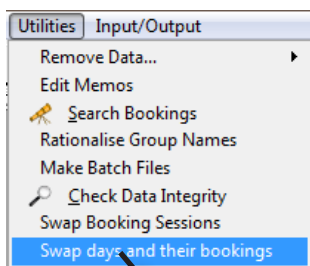 Utilities Input/Output
Remove Data...
Edit Memos
Search Bookings
Rationalise Group Names
Make Batch Files
Check Data Integrity
Swap Booking Sessions
Swap days and their bookings